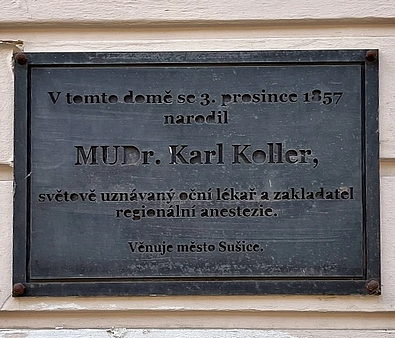 V tomto domě se 3. prosince 1857
narodil
MUDr. Karl Koller,
světově uznávaný oční lékař a zakladatel
regionální anestezie.
Věnuje město Sušice.